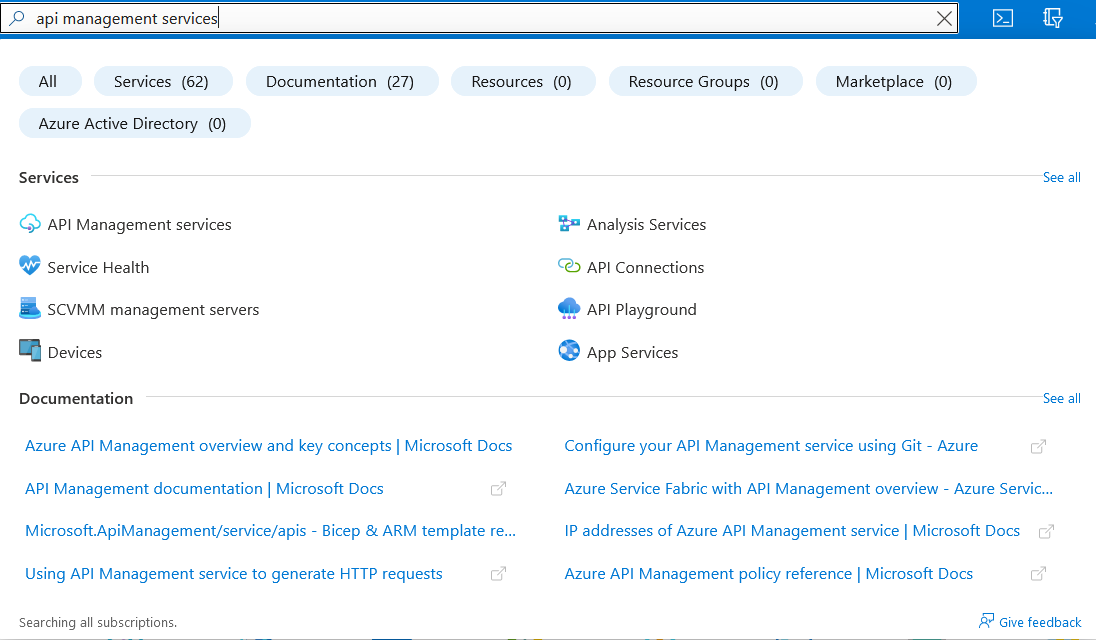 api management services
All Services (62) Documentation (27) Resources (0) Resource Groups (0) Marketplace (0)
Azure Active Directory (0)
Services See all
API Management services Analysis Services
Service Health API Connections
SCVMM management servers API Playground
Devices App Services
Documentation See all
Azure API Management overview and key concepts | Microsoft Docs Configure your API Management service using Git - Azure
API Management documentation | Microsoft Docs Azure Service Fabric with API Management overview - Azure Servic...
Microsoft.ApiManagement/service/apis - Bicep & ARM template re... IP addresses of Azure API Management service | Microsoft Docs
Using API Management service to generate HTTP requests Azure API Management policy reference | Microsoft Docs
Searching all subscriptions. Give feedback